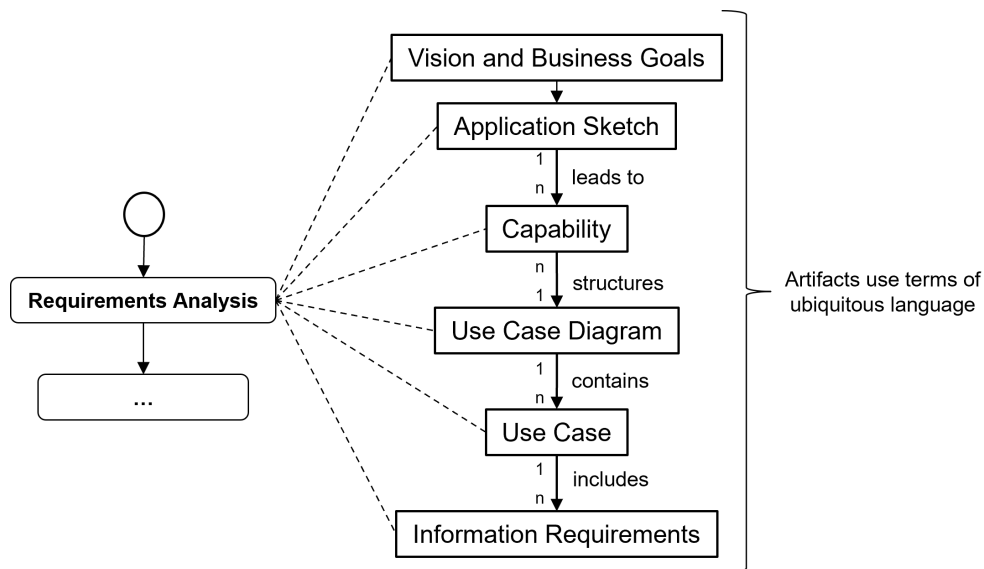 Vision and Business Goals
Application Sketch
1
leads to
n
Capability
n
structures
1
Use Case Diagram
1
contains
n
Use Case
1
includes
n
Information Requirements
Requirements Analysis
...
Artifacts use terms of
ubiquitous language